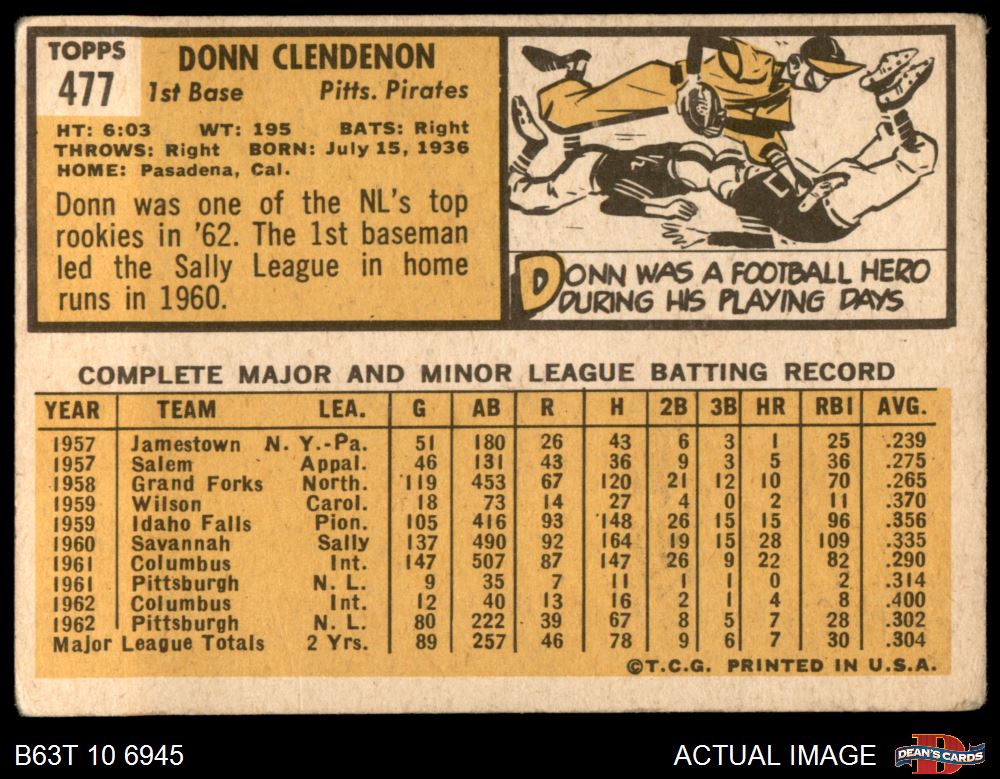 TOPPS
477
DONN CLENDENON
1st Base Pitts. Pirates
HT: 6:03 WT: 195 BATS: Right
THROWS: Right BORN: July 15, 1936
HOME: Pasadena, Cal.
Donn was one of the NL's top
rookies in '62. The 1st baseman
led the Sally League in home
runs in 1960.
DONN WAS A FOOTBALL HERO
DURING HIS PLAYING DAYS
COMPLETE MAJOR AND MINOR LEAGUE BATTING RECORD
YEAR TEAM LEA. G AB R H 2B 3B HR RBI AVG.
1957 Jamestown N. Y.-Pa. 51 180 26 43 6 3 1 25 .239
1957 Salem Appal. 46 131 43 36 9 3 5 36 .275
1958 Grand Forks North. 119 453 67 120 21 12 10 70 .265
1959 Wilson Carol. 18 73 14 27 4 0 2 11 .370
1959 Idaho Falls Pion. 105 416 93 148 26 15 15 96 .356
1960 Savannah Sally 137 490 92 164 19 15 28 109 .335
1961 Columbus Int. 147 507 87 147 26 9 22 82 .290
1961 Pittsburgh N. L. 9 35 7 11 1 1 0 2 .314
1962 Columbus Int. 12 40 13 16 2 1 4 8 .400
1962 Pittsburgh N. L. 80 222 39 67 8 5 7 28 .302
Major League Totals 2 Yrs. 89 257 46 78 9 6 7 30 .304
©T.C.G. PRINTED IN U.S.A.
B63T 10 6945
ACTUAL IMAGE
DEAN'S CARDS